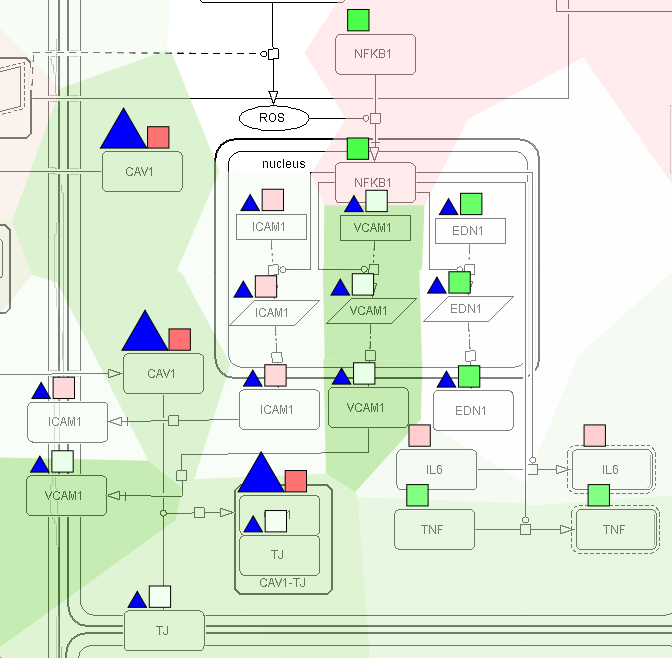 NFKB1
ROS
nucleus
CAV1
NFKB1
ICAM1
VCAM1
EDN1
ICAM1
VCAM1
EDN1
CAV1
ICAM1
VCAM1
EDN1
ICAM1
IL6
IL6
VCAM1
TNF
TNF
1
TJ
CAV1-TJ
TJ